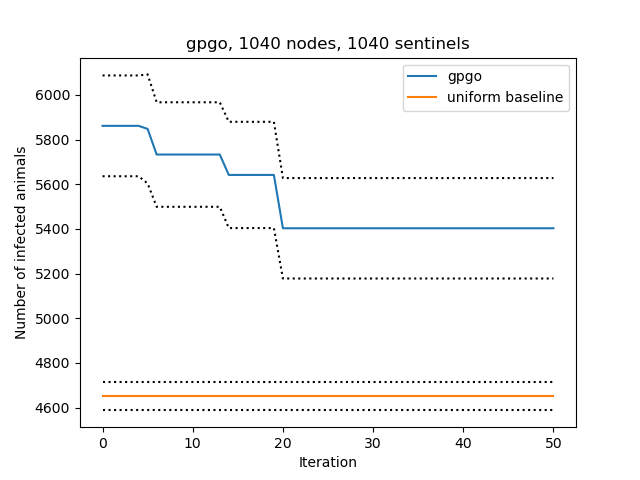 gpgo, 1040 nodes, 1040 sentinels
gpgo
uniform baseline
Number of infected animals
6000
5800
5600
5400
5200
5000
4800
4600
0 10 20 30 40 50
Iteration